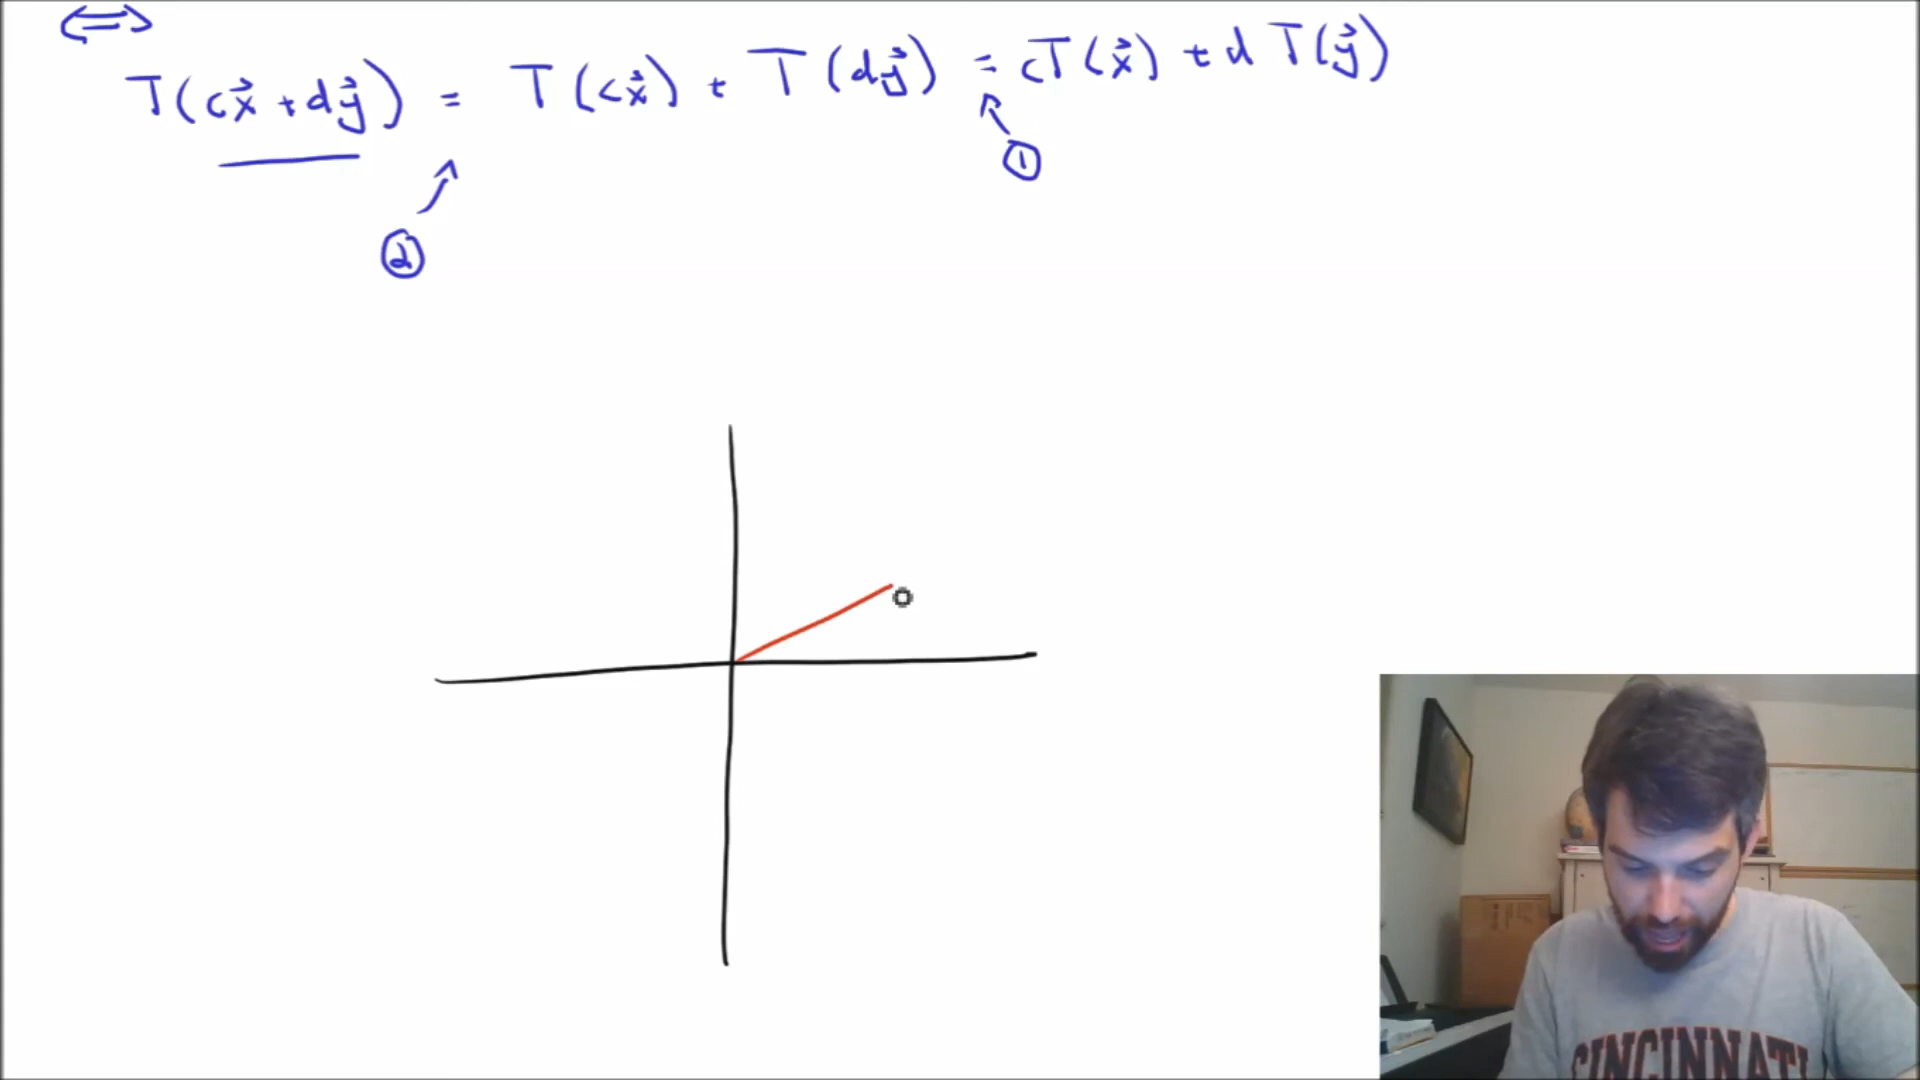 ⟺
T(cx⃗ + dy⃗) = T(cx⃗) + T(dy⃗) = cT(x⃗) + dT(y⃗)
①
②
CINCINNATI